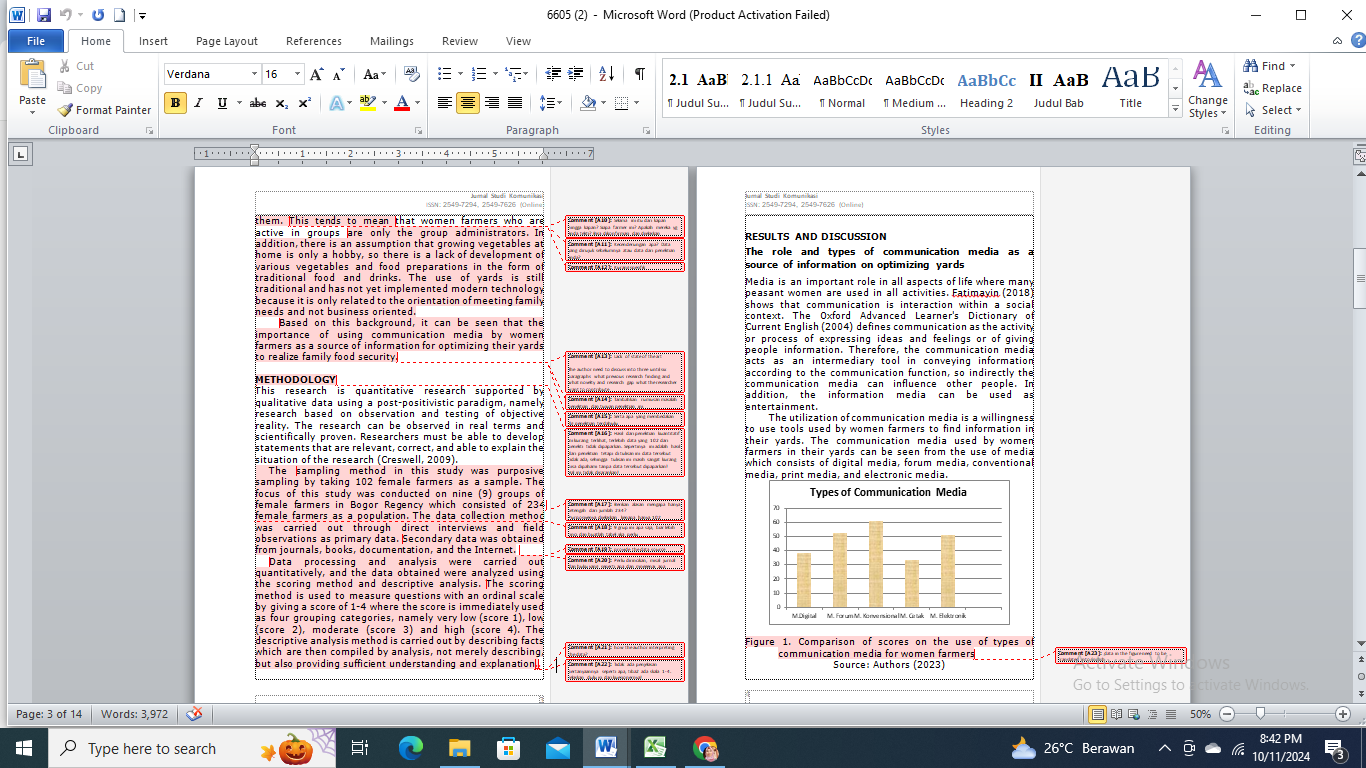 6605 (2) - Microsoft Word (Product Activation Failed)
File Home Insert Page Layout References Mailings Review View
Paste
Cut
Copy
Format Painter
Clipboard
Verdana 16
Font
Paragraph
2.1 AaB 2.1.1 Aa AaBbCcDc AaBbCcDc AaBbCc II AaB AaB
¶ Judul Su... ¶ Judul Su... ¶ Normal ¶ Medium ... Heading 2 Judul Bab Title
Styles
Change Styles
Find
Replace
Select
Editing
Jurnal Studi Komunikasi
ISSN: 2549-7294, 2549-7626 (Online)
them. This tends to mean that women farmers who are
active in groups are only the group administrators. In
addition, there is an assumption that growing vegetables at
home is only a hobby, so there is a lack of development of
various vegetables and food preparations in the form of
traditional food and drinks. The use of yards is still
traditional and has not yet implemented modern technology
because it is only related to the orientation of meeting family
needs and not business oriented.
Based on this background, it can be seen that the
importance of using communication media by women
farmers as a source of information for optimizing their yards
to realize family food security.
METHODOLOGY
This research is quantitative research supported by
qualitative data using a post-positivistic paradigm, namely
research based on observation and testing of objective
reality. The research can be observed in real terms and
scientifically proven. Researchers must be able to develop
statements that are relevant, correct, and able to explain the
situation of the research (Creswell, 2009).
The sampling method in this study was purposive
sampling by taking 102 female farmers as a sample. The
focus of this study was conducted on nine (9) groups of
female farmers in Bogor Regency which consisted of 234
female farmers as a population. The data collection method
was carried out through direct interviews and field
observations as primary data. Secondary data was obtained
from journals, books, documentation, and the Internet.
Data processing and analysis were carried out
quantitatively, and the data obtained were analyzed using
the scoring method and descriptive analysis. The scoring
method is used to measure questions with an ordinal scale
by giving a score of 1-4 where the score is immediately used
as four grouping categories, namely very low (score 1), low
(score 2), moderate (score 3) and high (score 4). The
descriptive analysis method is carried out by describing facts
which are then compiled by analysis, not merely describing,
but also providing sufficient understanding and explanation.
Comment [A10]:
Comment [A11]:
Comment [A12]:
Comment [A13]:
Comment [A14]:
Comment [A15]:
Comment [A16]:
Comment [A17]:
Comment [A18]:
Comment [A19]:
Comment [A20]:
Comment [A21]:
Comment [A22]:
Jurnal Studi Komunikasi
ISSN: 2549-7294, 2549-7626 (Online)
RESULTS AND DISCUSSION
The role and types of communication media as a
source of information on optimizing yards
Media is an important role in all aspects of life where many
peasant women are used in all activities. Fatimayin (2018)
shows that communication is interaction within a social
context. The Oxford Advanced Learner's Dictionary of
Current English (2004) defines communication as the activity
or process of expressing ideas and feelings or of giving
people information. Therefore, the communication media
acts as an intermediary tool in conveying information
according to the communication function, so indirectly the
communication media can influence other people. In
addition, the information media can be used as
entertainment.
The utilization of communication media is a willingness
to use tools used by women farmers to find information in
their yards. The communication media used by women
farmers in their yards can be seen from the use of media
which consists of digital media, forum media, conventional
media, print media, and electronic media.
Types of Communication Media
70
60
50
40
30
20
10
0
M.Digital M. Forum M. Konvensional M. Cetak M. Elektronik
Figure 1. Comparison of scores on the use of types of
communication media for women farmers
Source: Authors (2023)
Comment [A23]:
Activate Windows
Go to Settings to activate Windows.
Page: 3 of 14 Words: 3,972 50%
Type here to search
26°C Berawan
8:42 PM
10/11/2024
3